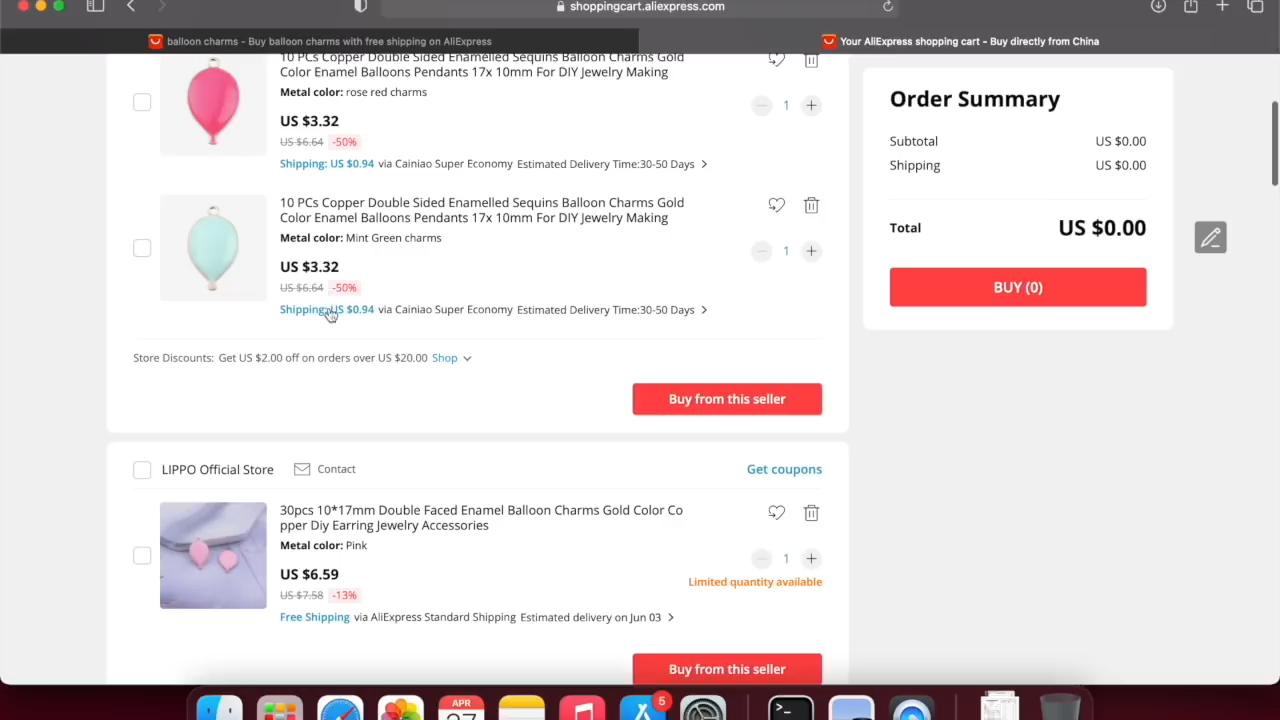 shoppingcart.aliexpress.com
balloon charms - Buy balloon charms with free shipping on AliExpress
Your AliExpress shopping cart - Buy directly from China
10 PCs Copper Double Sided Enamelled Sequins Balloon Charms Gold
Color Enamel Balloons Pendants 17x 10mm For DIY Jewelry Making
Metal color: rose red charms
1
US $3.32
US $6.64 -50%
Shipping: US $0.94 via Cainiao Super Economy Estimated Delivery Time:30-50 Days
10 PCs Copper Double Sided Enamelled Sequins Balloon Charms Gold
Color Enamel Balloons Pendants 17x 10mm For DIY Jewelry Making
Metal color: Mint Green charms
1
US $3.32
US $6.64 -50%
Shipping: US $0.94 via Cainiao Super Economy Estimated Delivery Time:30-50 Days
Store Discounts: Get US $2.00 off on orders over US $20.00 Shop
Buy from this seller
LIPPO Official Store Contact Get coupons
30pcs 10*17mm Double Faced Enamel Balloon Charms Gold Color Co
pper Diy Earring Jewelry Accessories
Metal color: Pink
1
US $6.59
Limited quantity available
US $7.58 -13%
Free Shipping via AliExpress Standard Shipping Estimated delivery on Jun 03
Buy from this seller
Order Summary
Subtotal US $0.00
Shipping US $0.00
Total US $0.00
BUY (0)
APR
27
5
>_